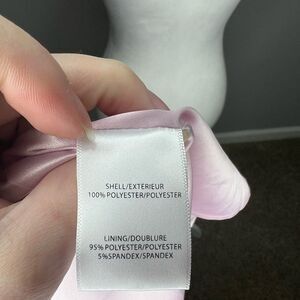 SHELL/EXTERIEUR
100% POLYESTER/POLYESTER
LINING/DOUBLURE
95% POLYESTER/POLYESTER
5%SPANDEX/SPANDEX